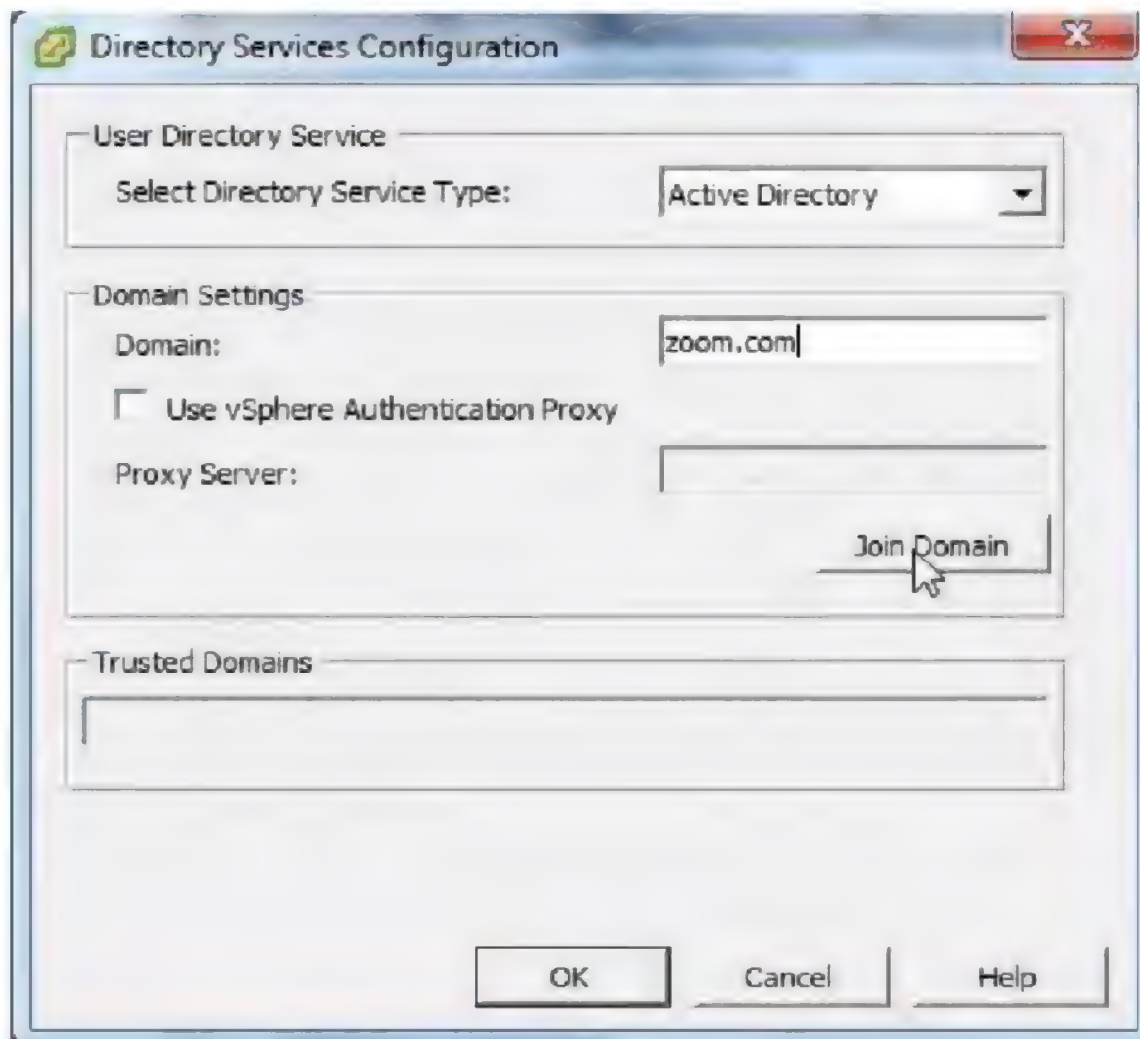 Directory Services Configuration
User Directory Service
Select Directory Service Type:
Active Directory
Domain Settings
Domain:
zoom.com
Use vSphere Authentication Proxy
Proxy Server:
Join Domain
Trusted Domains
OK
Cancel
Help